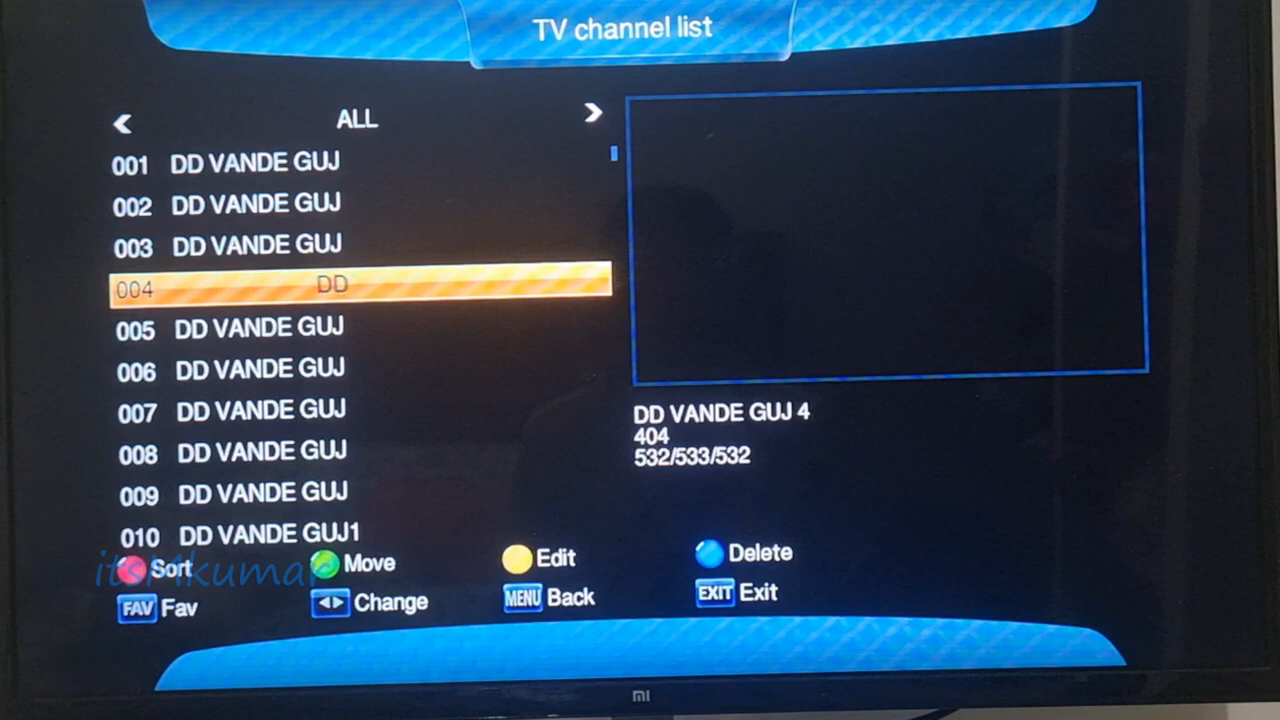 TV channel list
ALL
001 DD VANDE GUJ
002 DD VANDE GUJ
003 DD VANDE GUJ
004 DD
005 DD VANDE GUJ
006 DD VANDE GUJ
007 DD VANDE GUJ
008 DD VANDE GUJ
009 DD VANDE GUJ
010 DD VANDE GUJ1
DD VANDE GUJ 4
404
532/533/532
Sort Move Edit Delete
itsMkumar
FAV Fav Change MENU Back EXIT Exit
mi